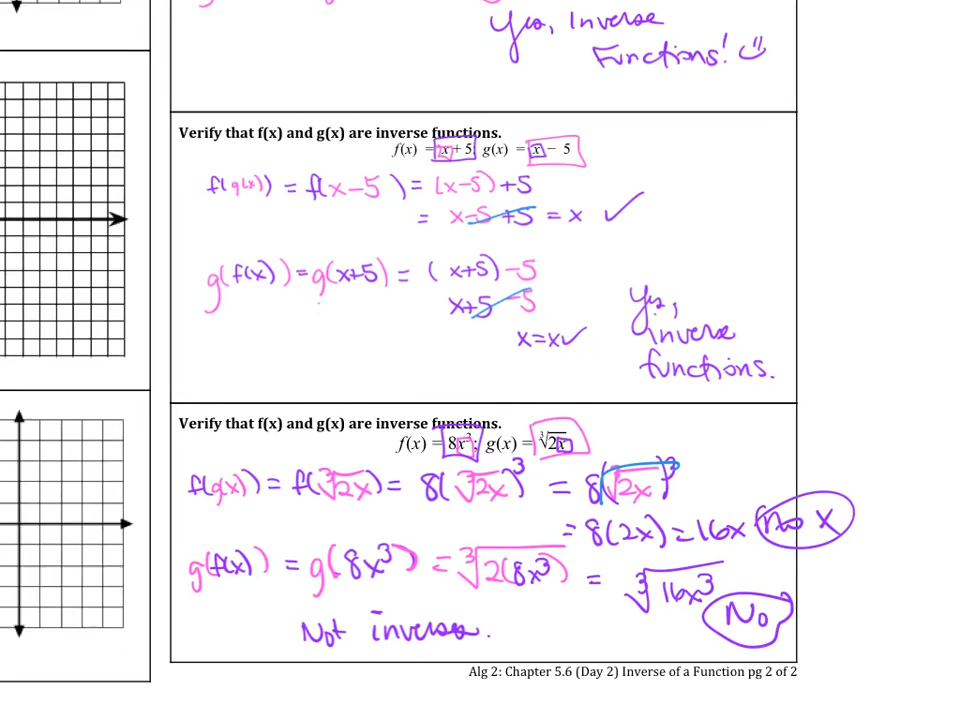 Yes, Inverse
Functions! ☺
Verify that f(x) and g(x) are inverse functions.
f(x) = x + 5; g(x) = x − 5
f(g(x)) = f(x−5) = (x−5)+5
= x−5+5 = x ✓
g(f(x)) = g(x+5) = (x+5)−5
x+5−5
x=x✓
Yes,
inverse
functions.
Verify that f(x) and g(x) are inverse functions.
f(x) = 8x³; g(x) = ∛2x
f(g(x)) = f(∛2x) = 8(∛2x)³ = 8(∛2x)³
= 8(2x) = 16x no x
g(f(x)) = g(8x³) = ∛2(8x³) = ∛16x³
No
Not inverse.
Alg 2: Chapter 5.6 (Day 2) Inverse of a Function pg 2 of 2